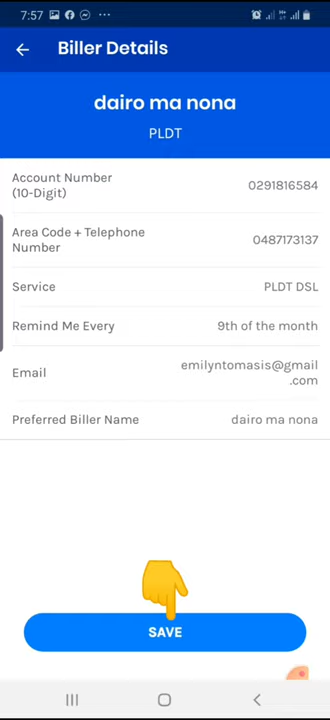 7:57
Biller Details
dairo ma nona
PLDT
Account Number
(10-Digit)
0291816584
Area Code + Telephone
Number
0487173137
Service
PLDT DSL
Remind Me Every
9th of the month
Email
emilyntomasis@gmail
.com
Preferred Biller Name
dairo ma nona
SAVE